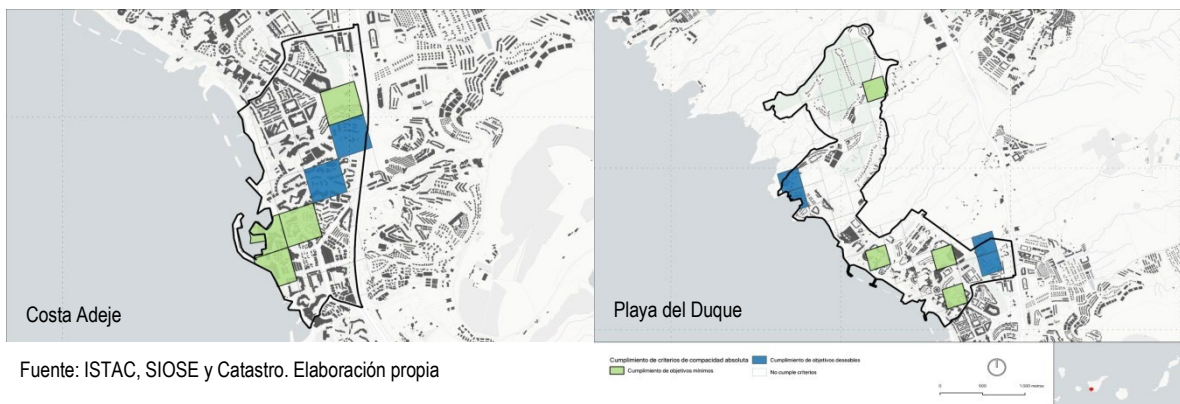 Costa Adeje
Playa del Duque
Fuente: ISTAC, SIOSE y Catastro. Elaboración propia
Cumplimiento de criterios de compacidad absoluta
Cumplimiento de objetivos mínimos
Cumplimiento de objetivos deseables
No cumple criterios
0 500 1.000 metros